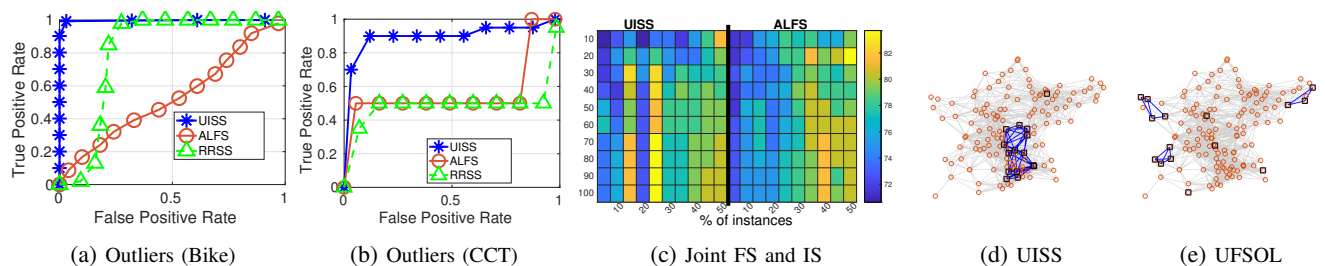 True Positive Rate
1
0.8
0.6
0.4
0.2
0
0 0.5 1
False Positive Rate
UISS
ALFS
RRSS
(a) Outliers (Bike)
True Positive Rate
1
0.8
0.6
0.4
0.2
0
0 0.5 1
False Positive Rate
UISS
ALFS
RRSS
(b) Outliers (CCT)
UISS ALFS
10
20
30
40
50
60
70
80
90
100
10 20 30 40 50 10 20 30 40 50
% of instances
82
80
78
76
74
72
(c) Joint FS and IS
(d) UISS
(e) UFSOL